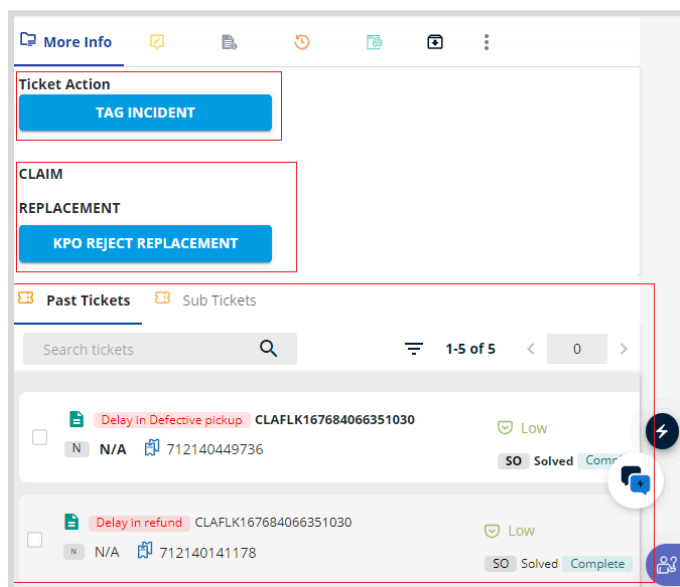 More Info
Ticket Action
TAG INCIDENT
CLAIM
REPLACEMENT
KPO REJECT REPLACEMENT
Past Tickets Sub Tickets
Search tickets 1-5 of 5 < 0 >
Delay in Defective pickup CLAFLK167684066351030
Low
N N/A 712140449736
SO Solved
Delay in refund CLAFLK167684066351030
Low
N N/A 712140141178
SO Solved Complete